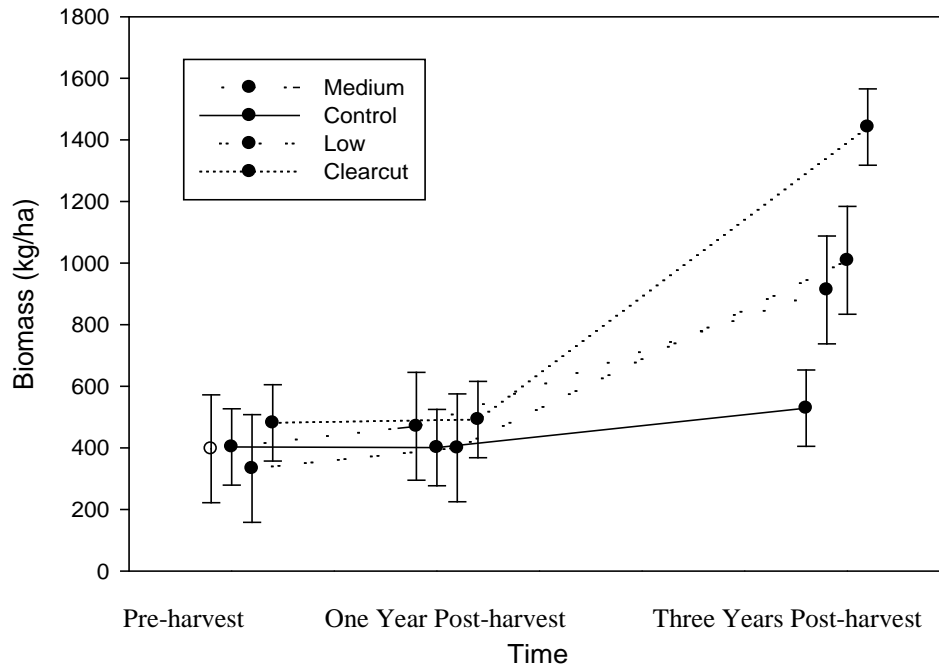 1800
1600
1400
1200
1000
800
600
400
200
0
Biomass (kg/ha)
Medium
Control
Low
Clearcut
Pre-harvest One Year Post-harvest Three Years Post-harvest
Time